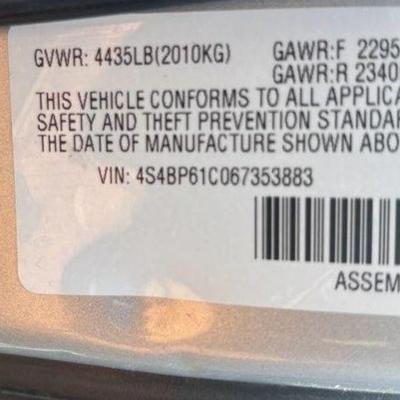 GVWR: 4435LB(2010KG) GAWR:F 2295
GAWR:R 2340
THIS VEHICLE CONFORMS TO ALL APPLICA
SAFETY AND THEFT PREVENTION STANDAR
THE DATE OF MANUFACTURE SHOWN ABO
VIN: 4S4BP61C067353883
ASSEM